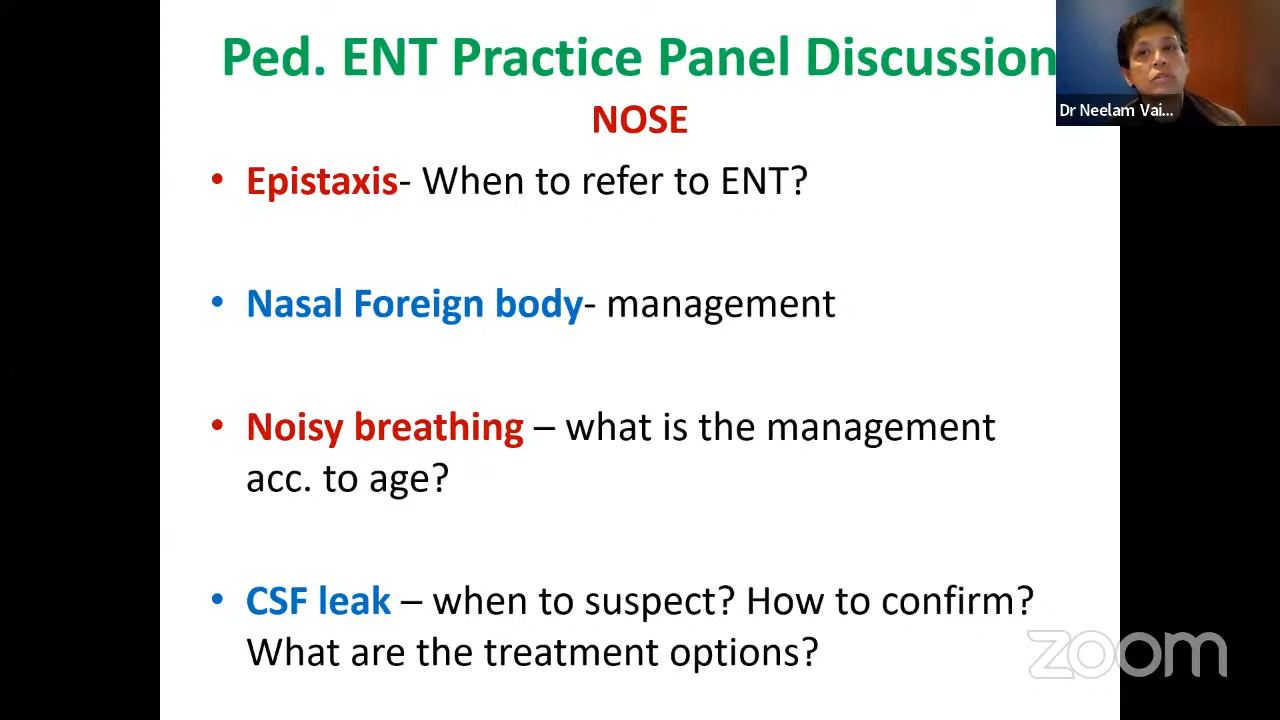 Ped. ENT Practice Panel Discussion
Dr Neelam Vai...
NOSE
• Epistaxis- When to refer to ENT?
• Nasal Foreign body- management
• Noisy breathing – what is the management
acc. to age?
• CSF leak – when to suspect? How to confirm?
What are the treatment options?
zoom